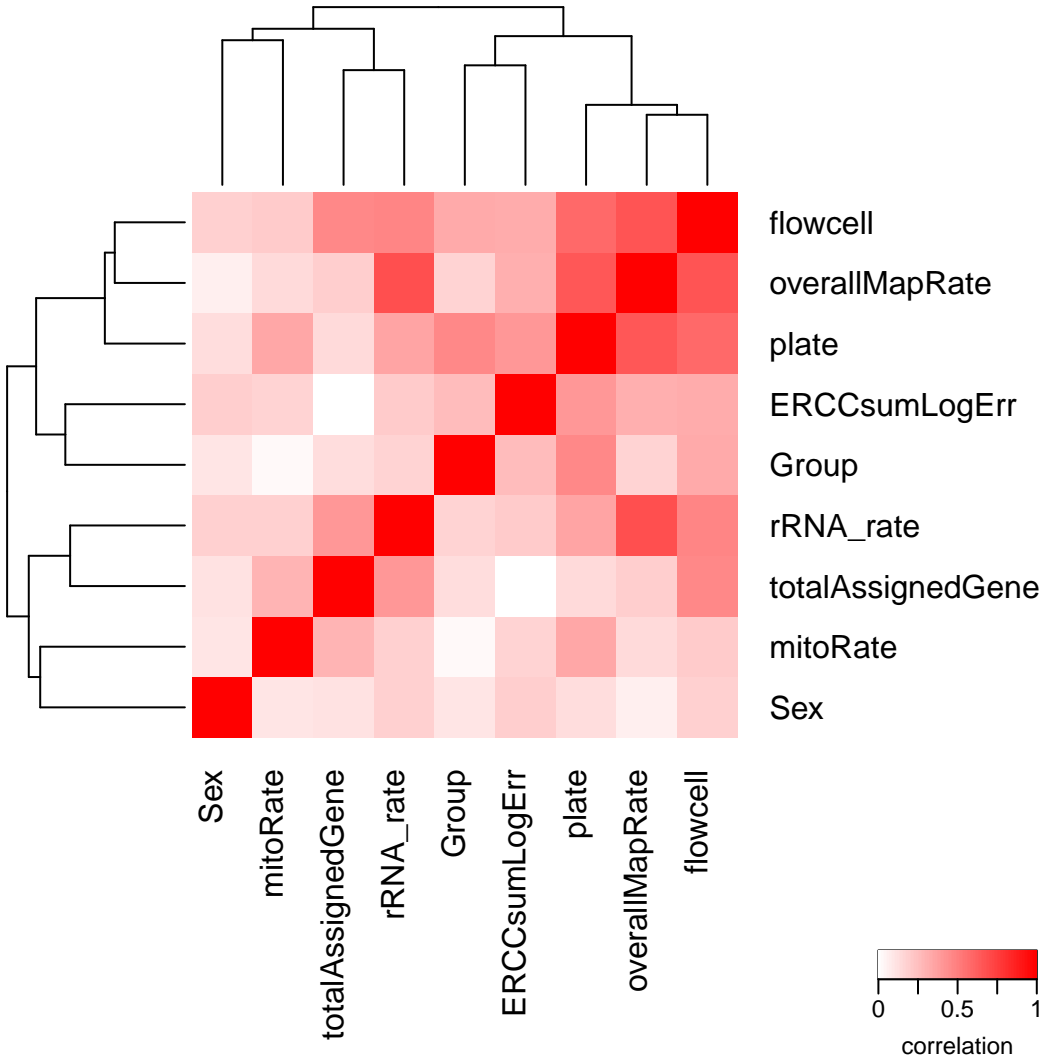 flowcell
overallMapRate
plate
ERCCsumLogErr
Group
rRNA_rate
totalAssignedGene
mitoRate
Sex
Sex
mitoRate
totalAssignedGene
rRNA_rate
Group
ERCCsumLogErr
plate
overallMapRate
flowcell
0 0.5 1
correlation